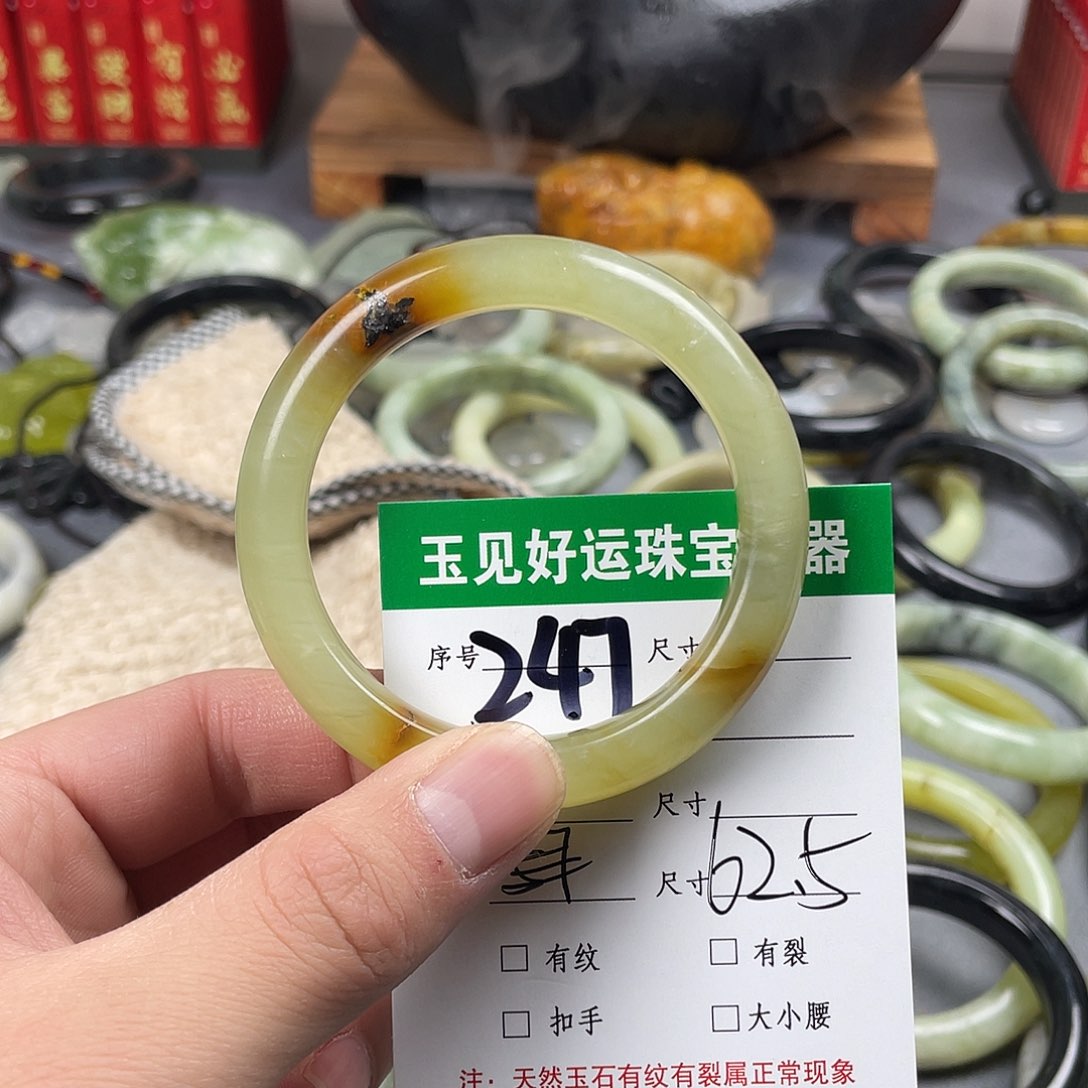 玉见好运珠宝 器
序号 247 尺寸
尺寸
尺寸 62.5
□ 有纹 □ 有裂
□ 扣手 □ 大小腰
注：天然玉石有纹有裂属正常现象